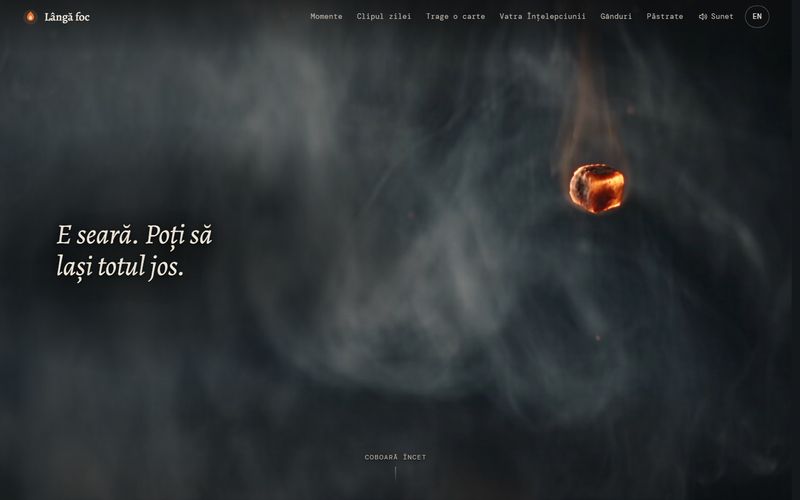 Lângă foc
Momente
Clipul zilei
Trage o carte
Vatra Înțelepciunii
Gânduri
Păstrate
Sunet
EN
E seară. Poți să
lași totul jos.
COBOARĂ ÎNCET